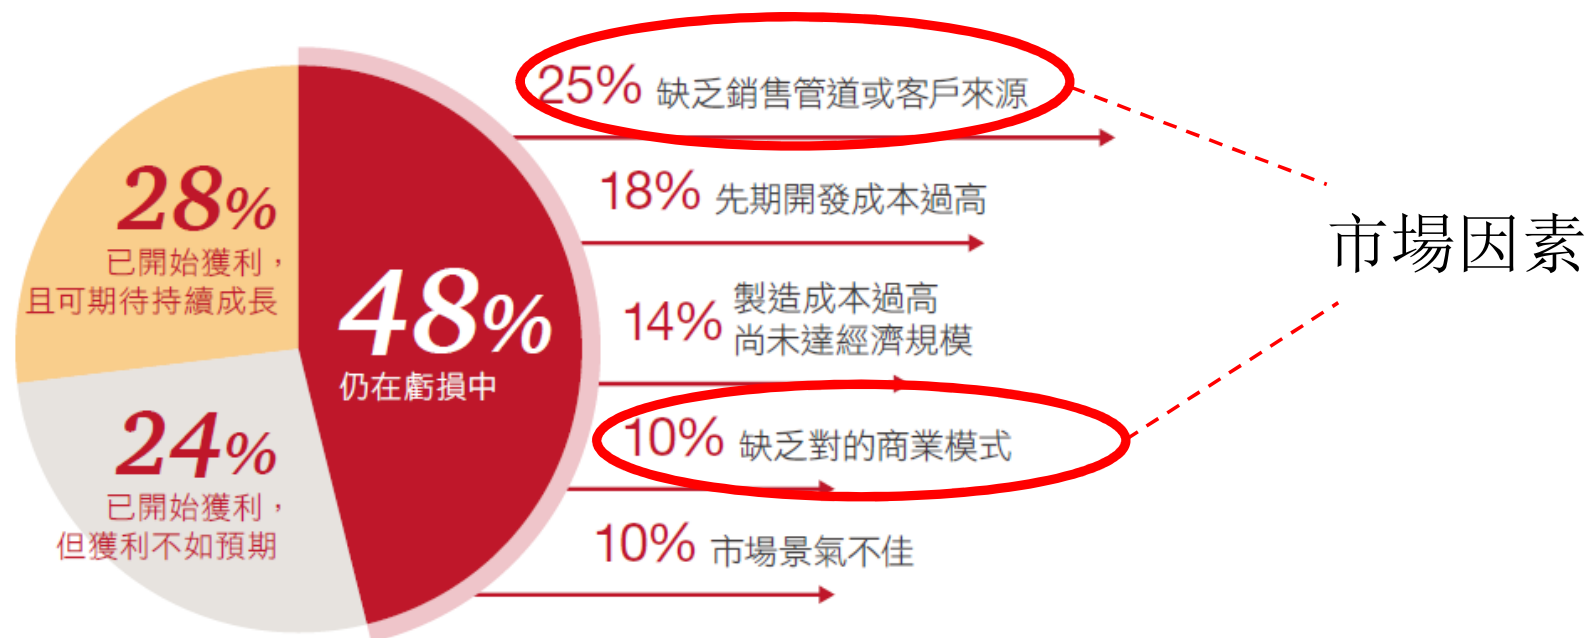 28%
已開始獲利，
且可期待持續成長
24%
已開始獲利，
但獲利不如預期
48%
仍在虧損中
25% 缺乏銷售管道或客戶來源
18% 先期開發成本過高
14% 製造成本過高
尚未達經濟規模
10% 缺乏對的商業模式
10% 市場景氣不佳
市場因素